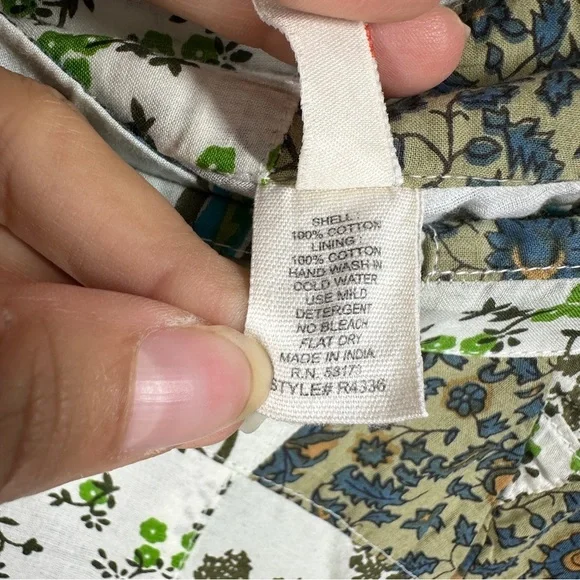 SHELL
100% COTTON
LINING
100% COTTON
HAND WASH IN
COLD WATER
USE MILD
DETERGENT
NO BLEACH
FLAT DRY
MADE IN INDIA
R.N. 53173
STYLE# R4336